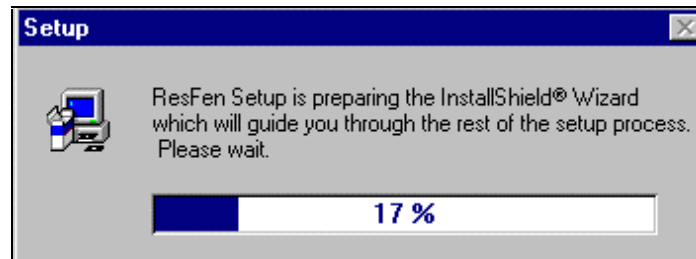 Setup
ResFen Setup is preparing the InstallShield® Wizard
which will guide you through the rest of the setup process.
Please wait.
17 %